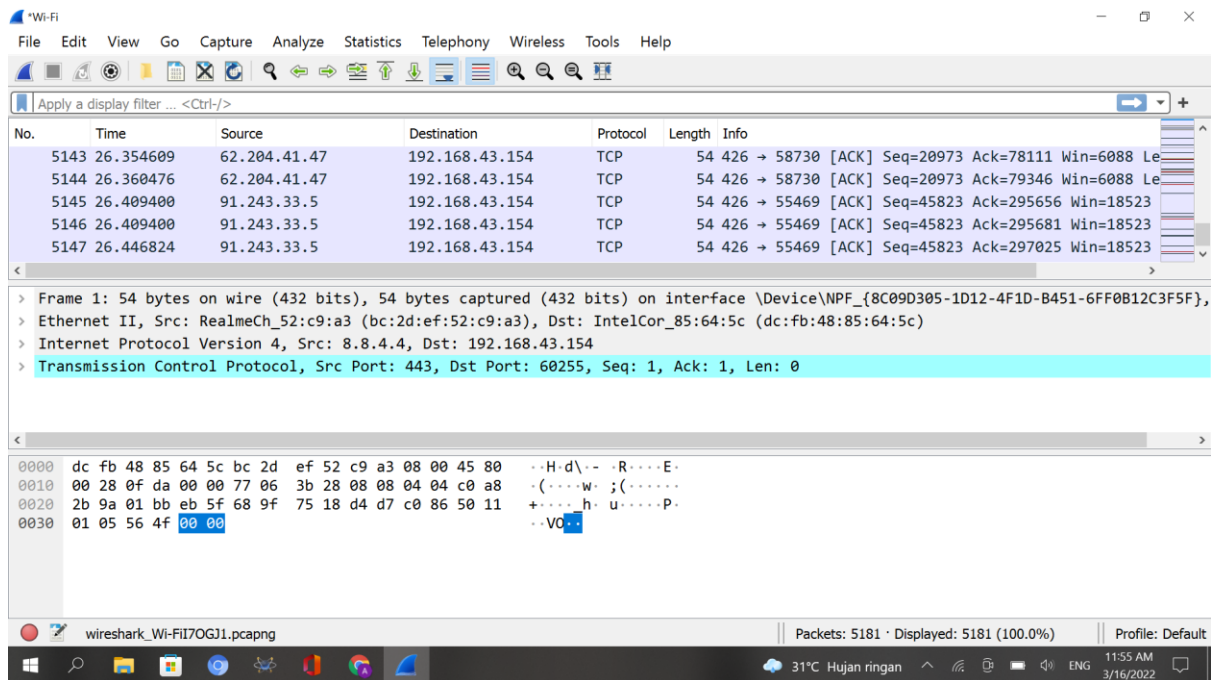 *Wi-Fi
File Edit View Go Capture Analyze Statistics Telephony Wireless Tools Help
Apply a display filter ... <Ctrl-/>
No. Time Source Destination Protocol Length Info
5143 26.354609 62.204.41.47 192.168.43.154 TCP 54 426 → 58730 [ACK] Seq=20973 Ack=78111 Win=6088 Le
5144 26.360476 62.204.41.47 192.168.43.154 TCP 54 426 → 58730 [ACK] Seq=20973 Ack=79346 Win=6088 Le
5145 26.409400 91.243.33.5 192.168.43.154 TCP 54 426 → 55469 [ACK] Seq=45823 Ack=295656 Win=18523
5146 26.409400 91.243.33.5 192.168.43.154 TCP 54 426 → 55469 [ACK] Seq=45823 Ack=295681 Win=18523
5147 26.446824 91.243.33.5 192.168.43.154 TCP 54 426 → 55469 [ACK] Seq=45823 Ack=297025 Win=18523
> Frame 1: 54 bytes on wire (432 bits), 54 bytes captured (432 bits) on interface \Device\NPF_{8C09D305-1D12-4F1D-B451-6FF0B12C3F5F},
> Ethernet II, Src: RealmeCh_52:c9:a3 (bc:2d:ef:52:c9:a3), Dst: IntelCor_85:64:5c (dc:fb:48:85:64:5c)
> Internet Protocol Version 4, Src: 8.8.4.4, Dst: 192.168.43.154
> Transmission Control Protocol, Src Port: 443, Dst Port: 60255, Seq: 1, Ack: 1, Len: 0
0000 dc fb 48 85 64 5c bc 2d ef 52 c9 a3 08 00 45 80 ··H·d\·- ·R····E·
0010 00 28 0f da 00 00 77 06 3b 28 08 08 04 04 c0 a8 ·(····w· ;(······
0020 2b 9a 01 bb eb 5f 68 9f 75 18 d4 d7 c0 86 50 11 +····_h· u·····P·
0030 01 05 56 4f 00 00 ··VO··
wireshark_Wi-FiI7OGJ1.pcapng Packets: 5181 · Displayed: 5181 (100.0%) Profile: Default
31°C Hujan ringan ENG 11:55 AM
3/16/2022